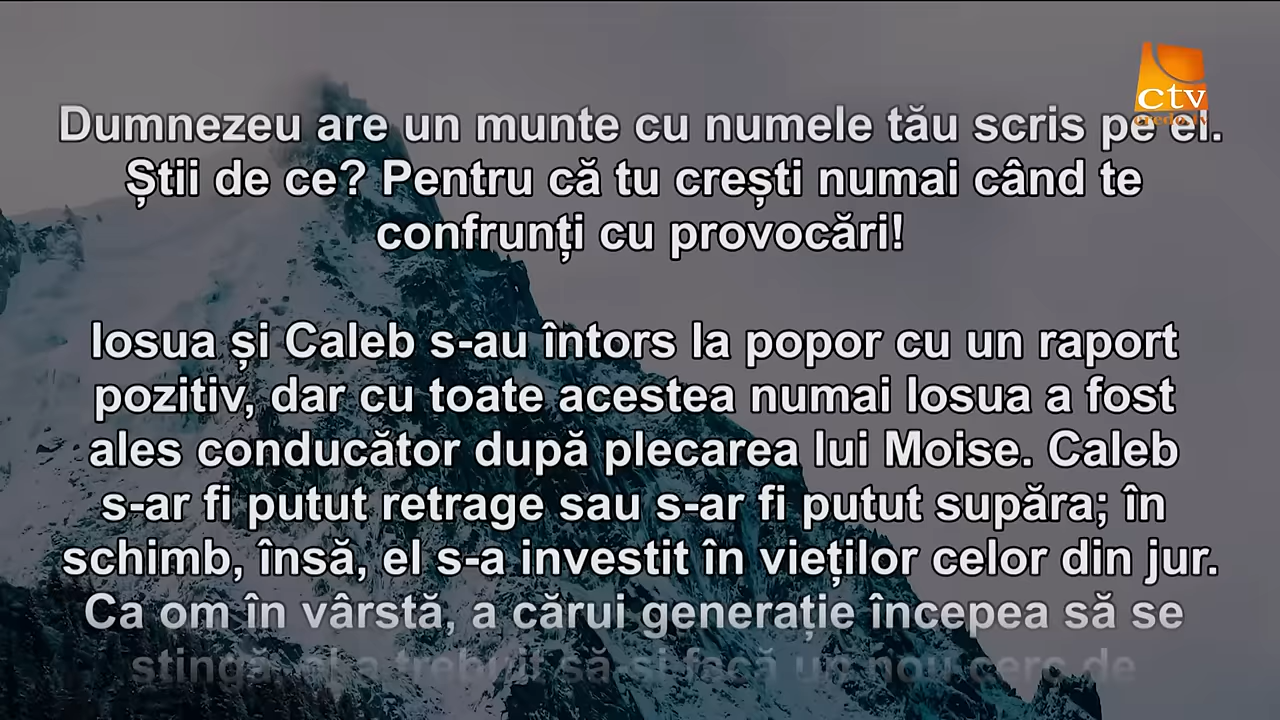 ctv
credo.tv
Dumnezeu are un munte cu numele tău scris pe el.
Știi de ce? Pentru că tu crești numai când te
confrunți cu provocări!
Iosua și Caleb s-au întors la popor cu un raport
pozitiv, dar cu toate acestea numai Iosua a fost
ales conducător după plecarea lui Moise. Caleb
s-ar fi putut retrage sau s-ar fi putut supăra; în
schimb, însă, el s-a investit în vieților celor din jur.
Ca om în vârstă, a cărui generație începea să se
stingă, el a trebuit să-și facă un nou cerc de